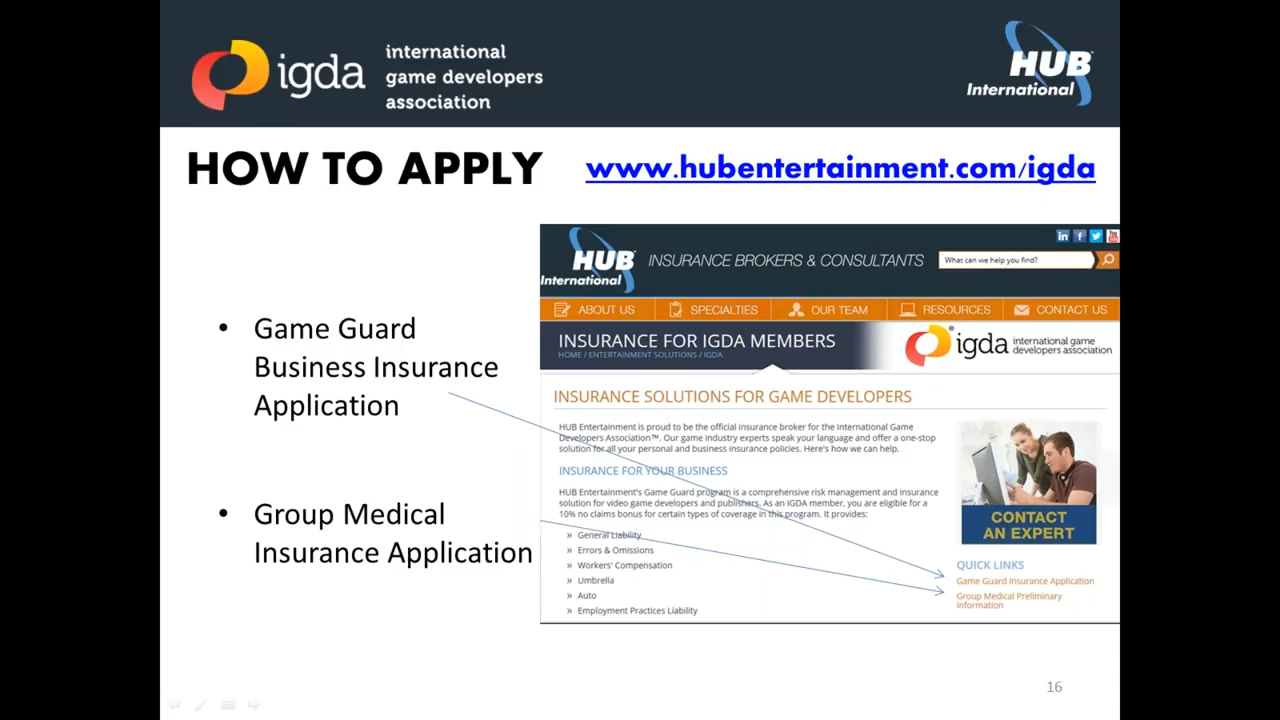 igda
international
game developers
association
HUB
International
HOW TO APPLY
www.hubentertainment.com/igda
• Game Guard
Business Insurance
Application
• Group Medical
Insurance Application
HUB
International
INSURANCE BROKERS & CONSULTANTS
in f You
What can we help you find?
ABOUT US
SPECIALTIES
OUR TEAM
RESOURCES
CONTACT US
INSURANCE FOR IGDA MEMBERS
HOME / ENTERTAINMENT SOLUTIONS / IGDA
igda®
international game
developers association
INSURANCE SOLUTIONS FOR GAME DEVELOPERS
HUB Entertainment is proud to be the official insurance broker for the International Game
Developers Association™. Our game industry experts speak your language and offer a one-stop
solution for all your personal and business insurance policies. Here's how we can help.
INSURANCE FOR YOUR BUSINESS
HUB Entertainment's Game Guard program is a comprehensive risk management and insurance
solution for video game developers and publishers. As an IGDA member, you are eligible for a
10% no claims bonus for certain types of coverage in this program. It provides:
» General Liability
» Errors & Omissions
» Workers' Compensation
» Umbrella
» Auto
» Employment Practices Liability
CONTACT
AN EXPERT
QUICK LINKS
Game Guard Insurance Application
Group Medical Preliminary
Information
16